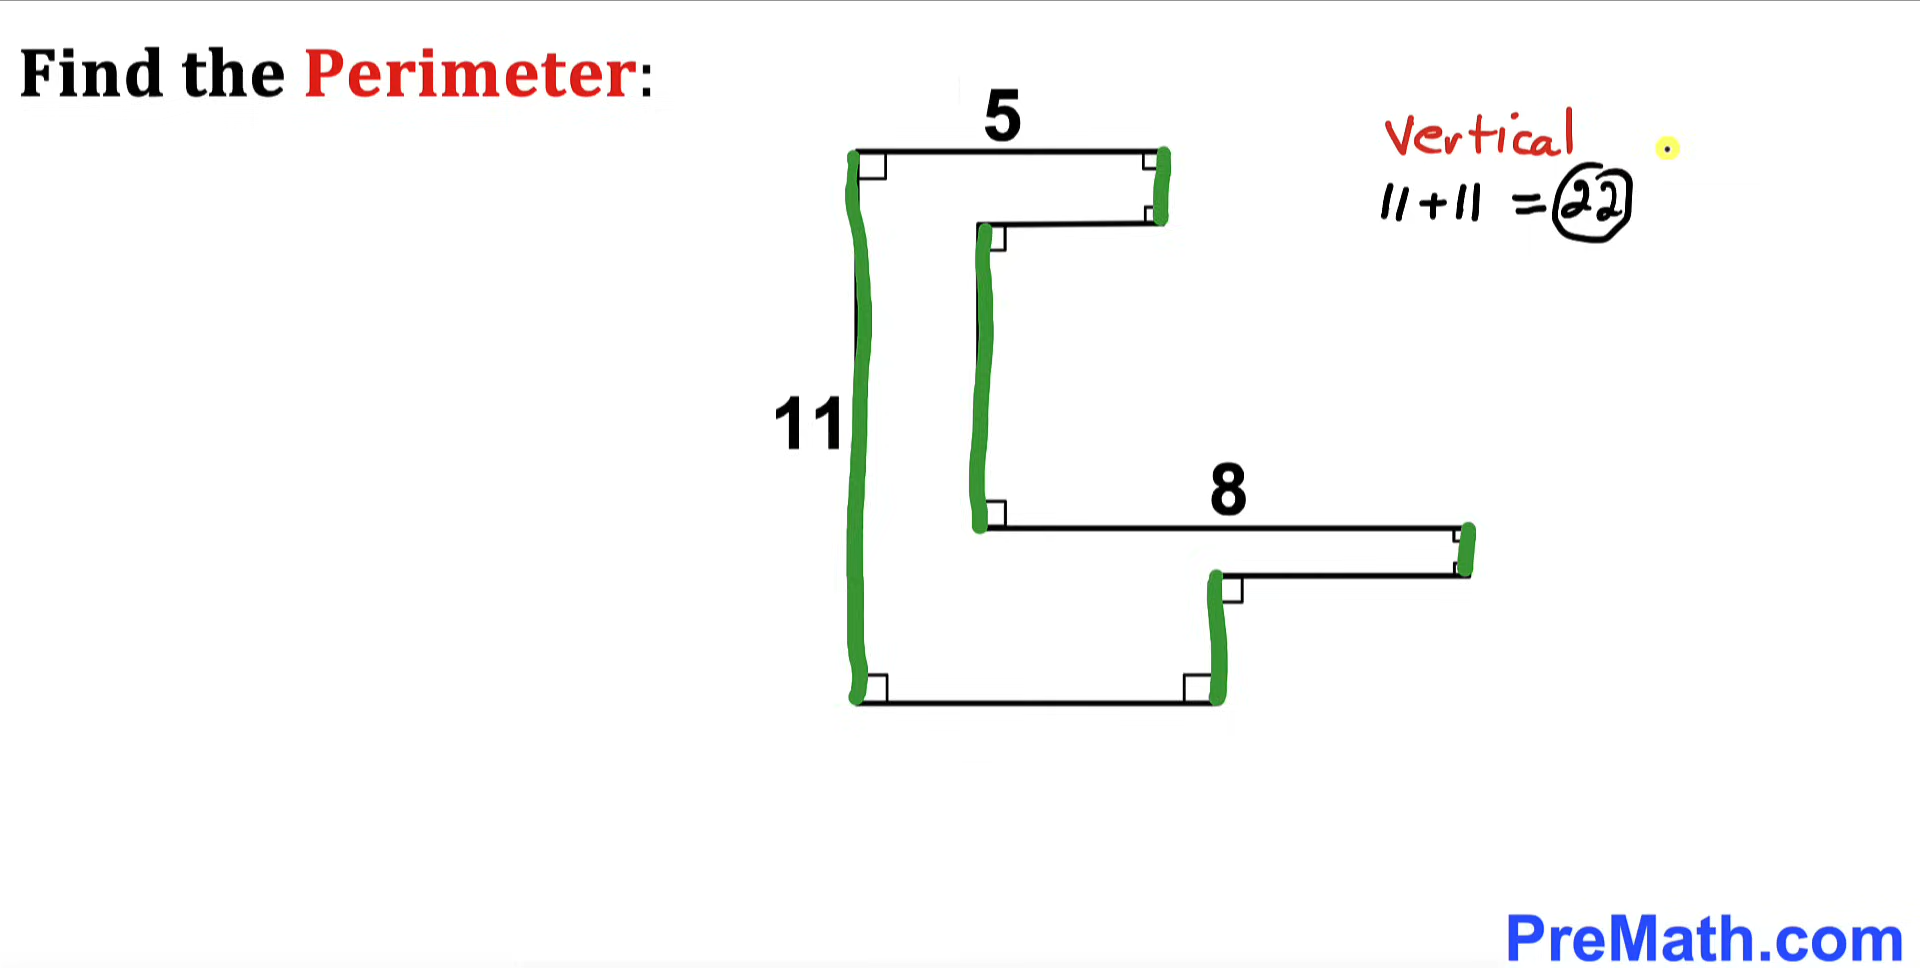 Find the Perimeter:
5
Vertical
11+11 = 22
11
8
PreMath.com